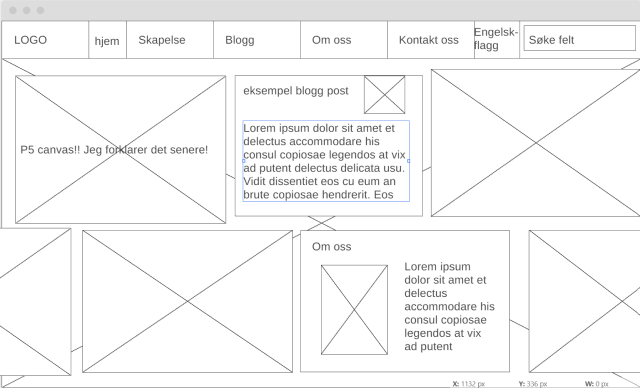 LOGO
hjem
Skapelse
Blogg
Om oss
Kontakt oss
Engelsk-
flagg
Søke felt
eksempel blogg post
P5 canvas!! Jeg forklarer det senere!
Lorem ipsum dolor sit amet et
delectus accommodare his
consul copiosae legendos at vix
ad putent delectus delicata usu.
Vidit dissentiet eos cu eum an
brute copiosae hendrerit. Eos
Om oss
Lorem ipsum
dolor sit amet et
delectus
accommodare his
consul copiosae
legendos at vix
ad putent
X: 1132 px
Y: 336 px
W: 0 px